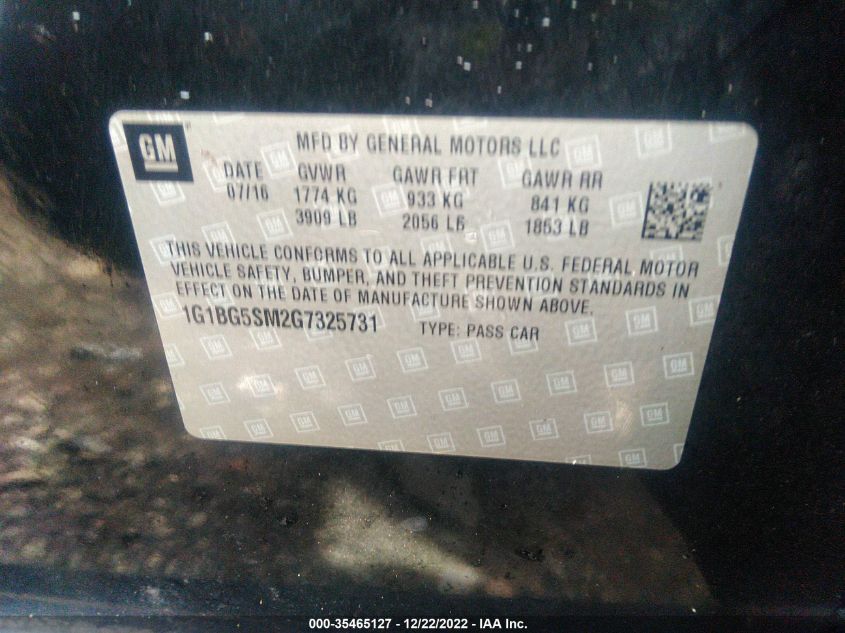 GM
MFD BY GENERAL MOTORS LLC
DATE GVWR GAWR FRT GAWR RR
07/16 1774 KG 933 KG 841 KG
3909 LB 2056 LB 1853 LB
THIS VEHICLE CONFORMS TO ALL APPLICABLE U.S. FEDERAL MOTOR
VEHICLE SAFETY, BUMPER, AND THEFT PREVENTION STANDARDS IN
EFFECT ON THE DATE OF MANUFACTURE SHOWN ABOVE.
1G1BG5SM2G7325731 TYPE: PASS CAR
000-35465127 - 12/22/2022 - IAA Inc.